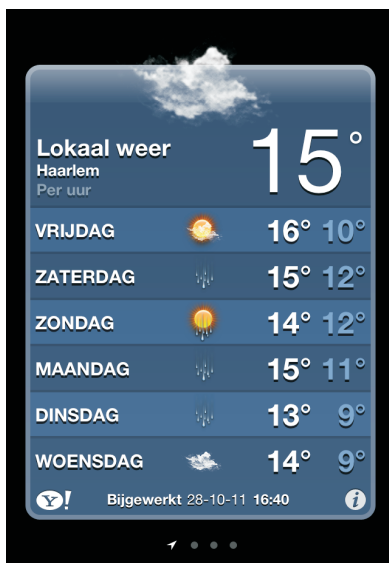 Lokaal weer 15°
Haarlem
Per uur
VRIJDAG 16° 10°
ZATERDAG 15° 12°
ZONDAG 14° 12°
MAANDAG 15° 11°
DINSDAG 13° 9°
WOENSDAG 14° 9°
Y! Bijgewerkt 28-10-11 16:40 i